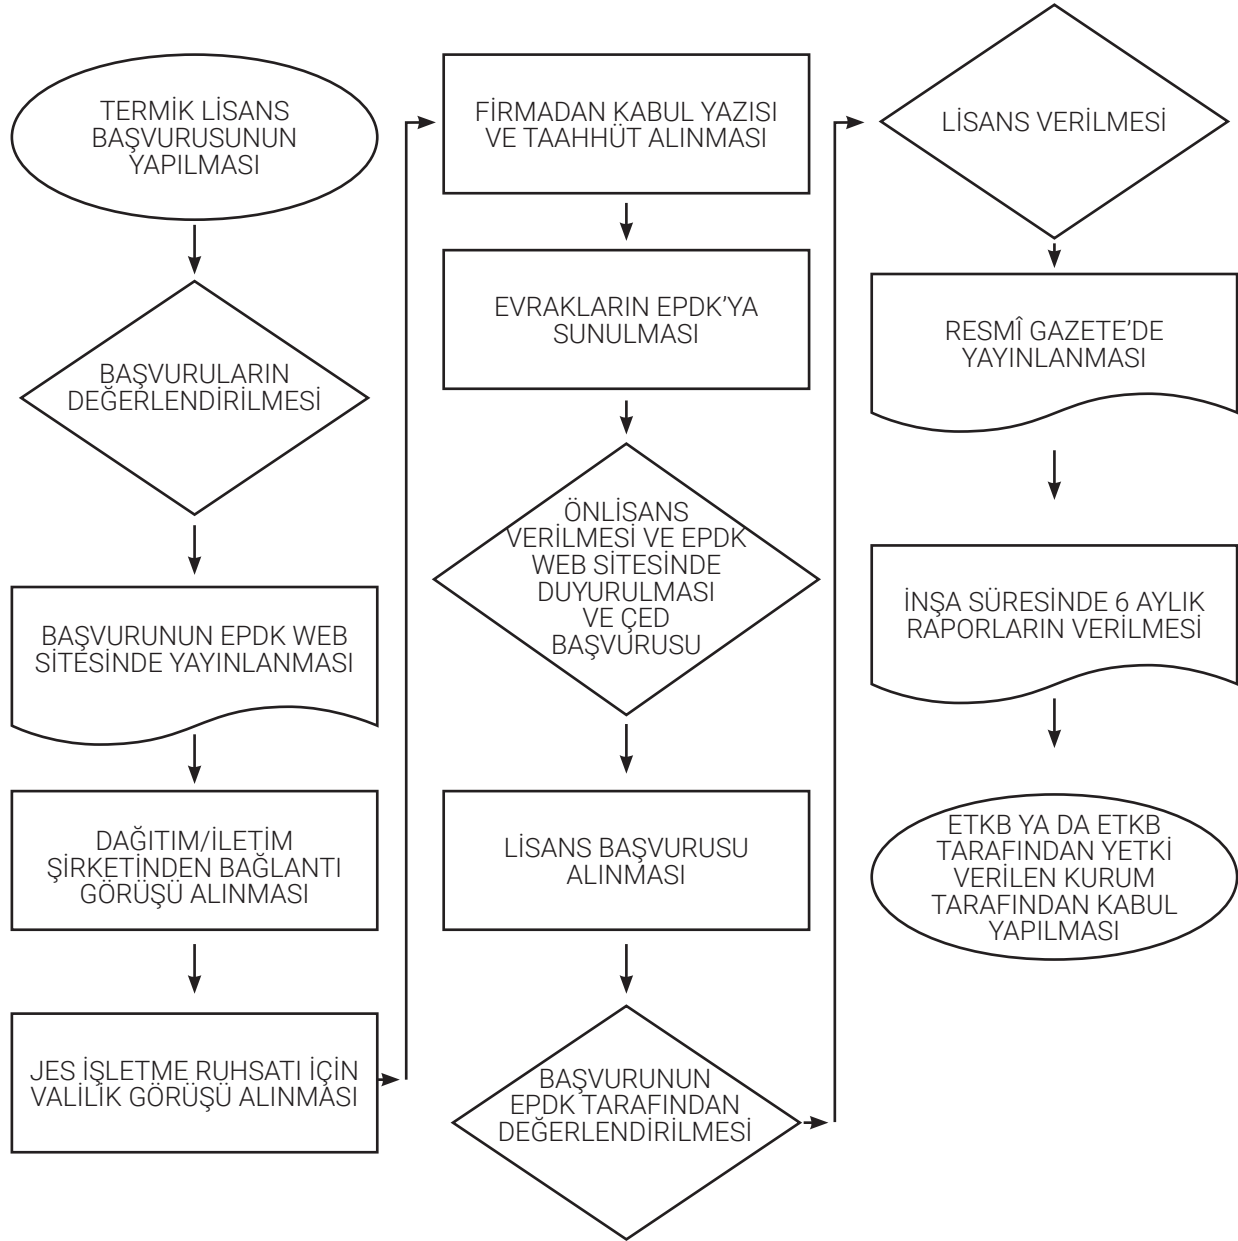 TERMİK LİSANS
BAŞVURUSUNUN
YAPILMASI
BAŞVURULARIN
DEĞERLENDİRİLMESİ
BAŞVURUNUN EPDK WEB
SİTESİNDE YAYINLANMASI
DAĞITIM/İLETİM
ŞİRKETİNDEN BAĞLANTI
GÖRÜŞÜ ALINMASI
JES İŞLETME RUHSATI İÇİN
VALİLİK GÖRÜŞÜ ALINMASI
FİRMADAN KABUL YAZISI
VE TAAHHÜT ALINMASI
EVRAKLARIN EPDK’YA
SUNULMASI
ÖNLİSANS
VERİLMESİ VE EPDK
WEB SİTESİNDE
DUYURULMASI
VE ÇED
BAŞVURUSU
LİSANS BAŞVURUSU
ALINMASI
BAŞVURUNUN
EPDK TARAFINDAN
DEĞERLENDİRİLMESİ
LİSANS VERİLMESİ
RESMÎ GAZETE’DE
YAYINLANMASI
İNŞA SÜRESİNDE 6 AYLIK
RAPORLARIN VERİLMESİ
ETKB YA DA ETKB
TARAFINDAN YETKİ
VERİLEN KURUM
TARAFINDAN KABUL
YAPILMASI